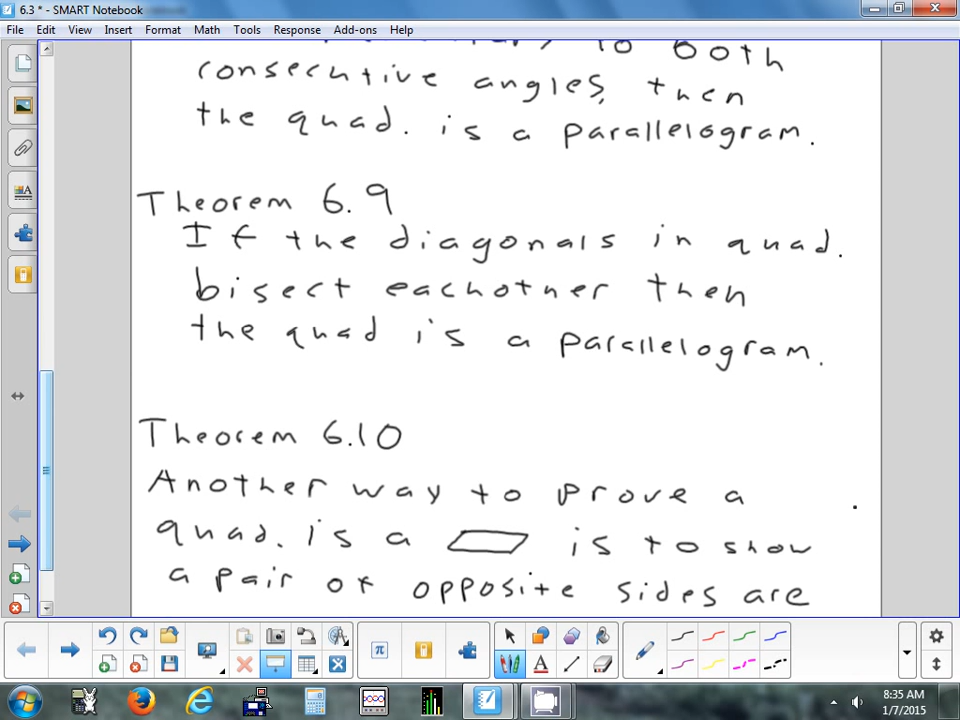 6.3 * - SMART Notebook
File Edit View Insert Format Math Tools Response Add-ons Help
to both
consecutive angles, then
the quad. is a parallelogram.
Theorem 6.9
If the diagonals in quad.
bisect eachother then
the quad is a parallelogram.
Theorem 6.10
Another way to prove a
quad. is a is to show
a pair of opposite sides are
8:35 AM
1/7/2015